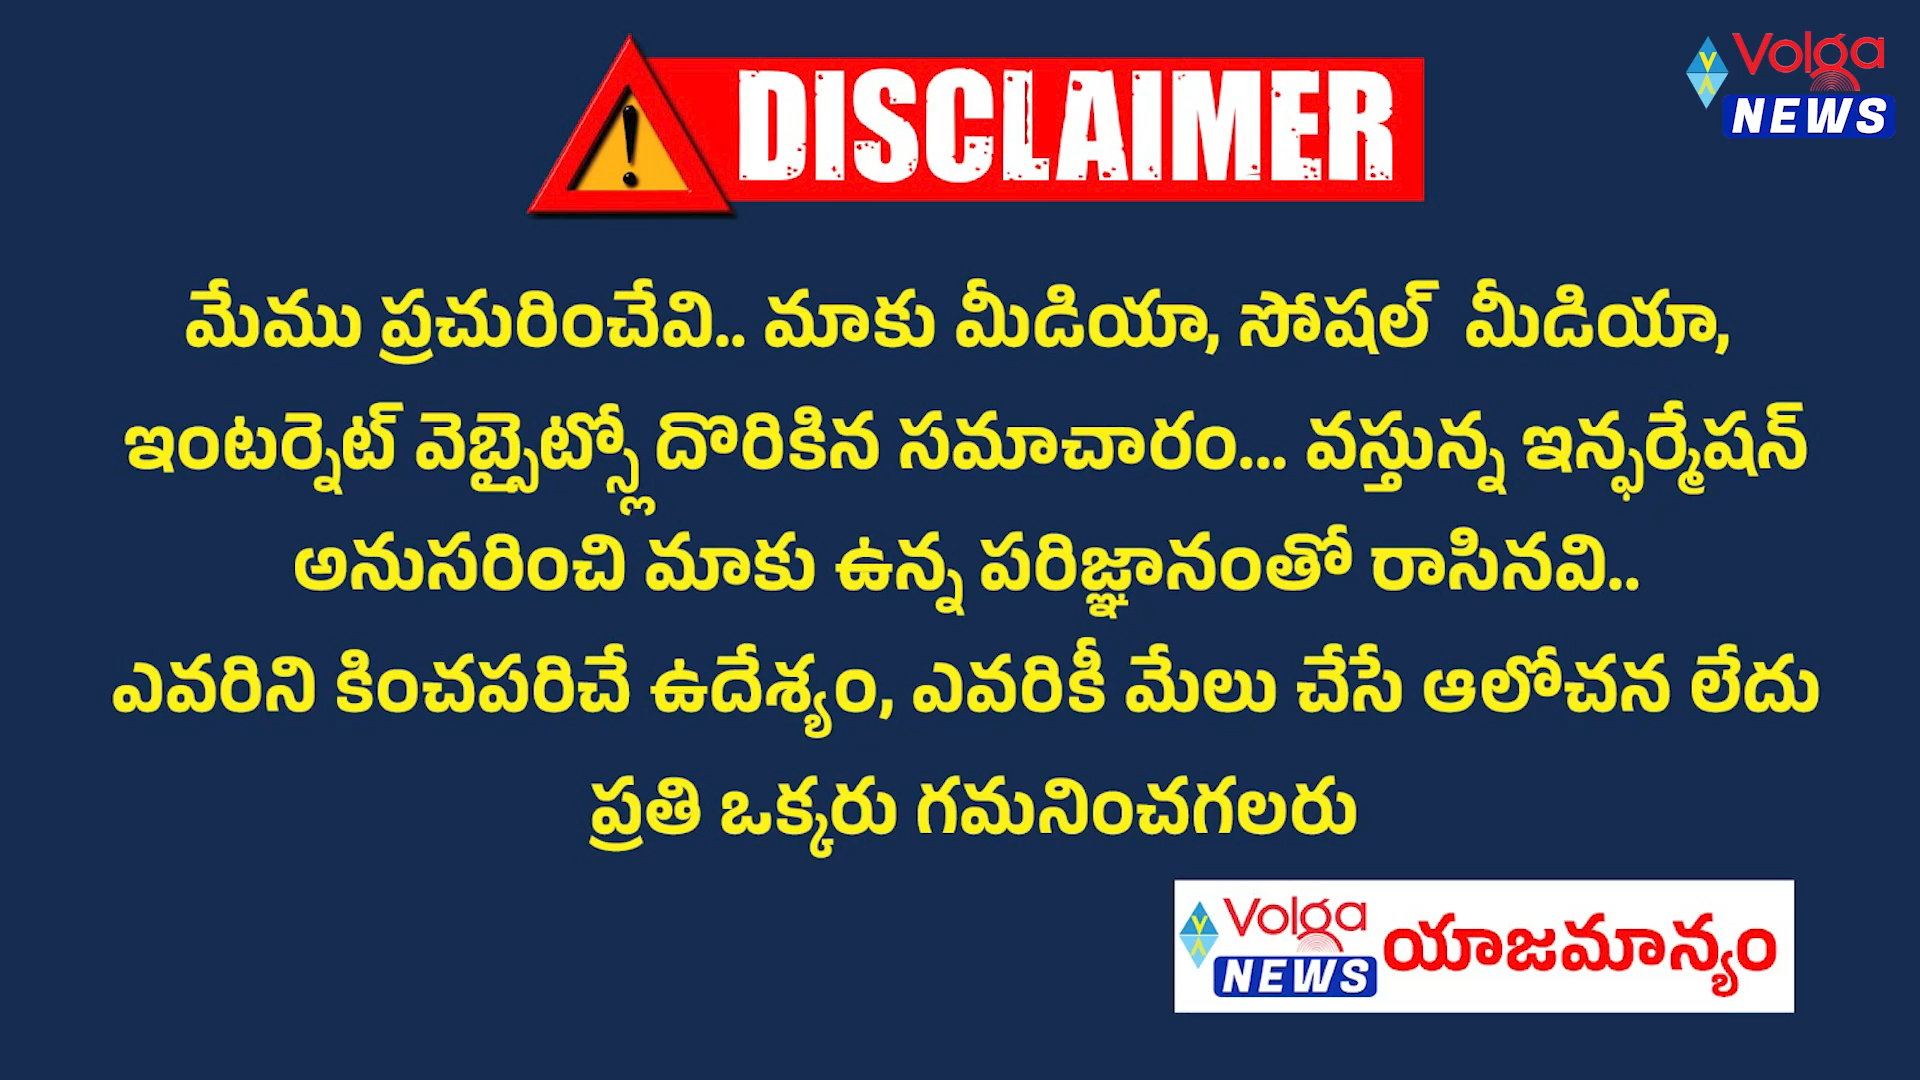 DISCLAIMER
Volga
NEWS
మేము ప్రచురించేవి.. మాకు మీడియా, సోషల్ మీడియా,
ఇంటర్నెట్ వెబ్సైట్స్లో దొరికిన సమాచారం... వస్తున్న ఇన్ఫర్మేషన్
అనుసరించి మాకు ఉన్న పరిజ్ఞానంతో రాసినవి..
ఎవరిని కించపరిచే ఉదేశ్యం, ఎవరికీ మేలు చేసే ఆలోచన లేదు
ప్రతి ఒక్కరు గమనించగలరు
Volga
NEWS యాజమాన్యం